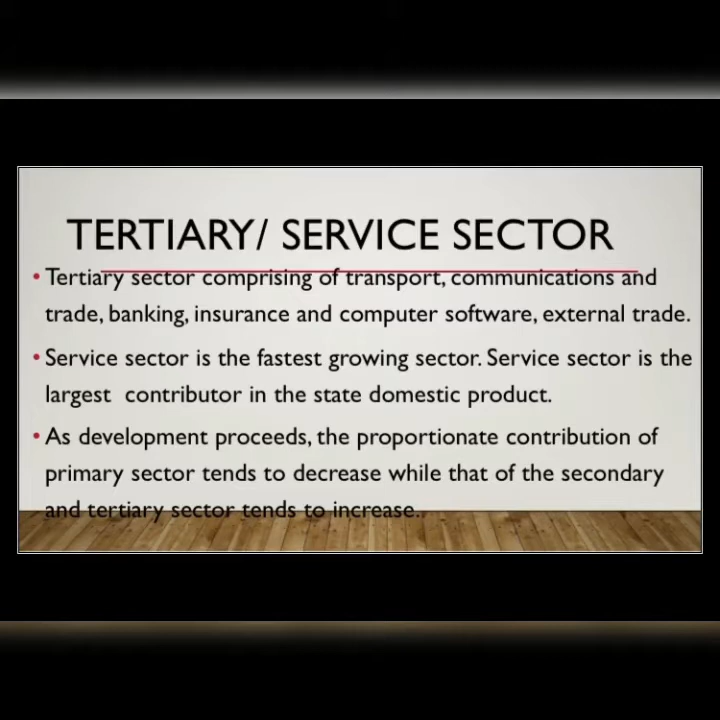 TERTIARY/ SERVICE SECTOR
• Tertiary sector comprising of transport, communications and
trade, banking, insurance and computer software, external trade.
• Service sector is the fastest growing sector. Service sector is the
largest contributor in the state domestic product.
• As development proceeds, the proportionate contribution of
primary sector tends to decrease while that of the secondary
and tertiary sector tends to increase..